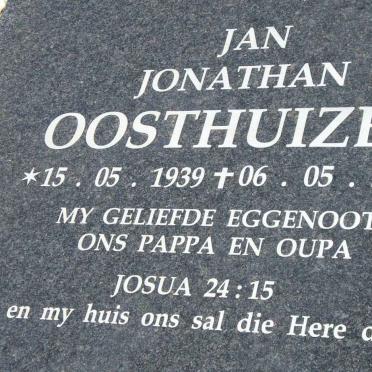 JAN
JONATHAN
OOSTHUIZE
*15 . 05 . 1939 ✝ 06 . 05 .
MY GELIEFDE EGGENOOT
ONS PAPPA EN OUPA
JOSUA 24:15
en my huis ons sal die Here d